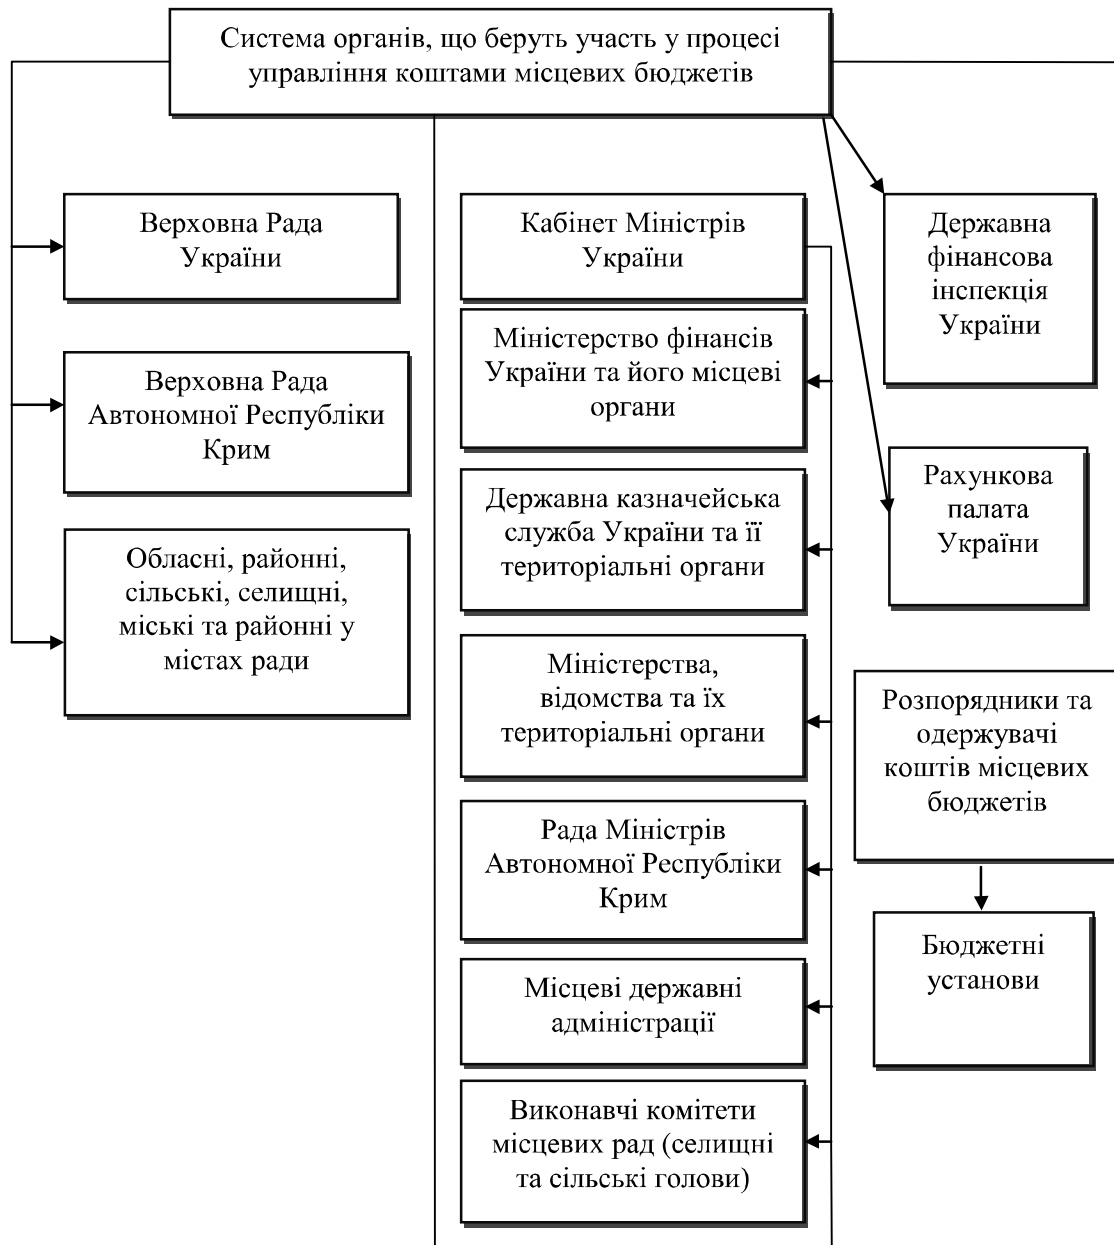 Система органів, що беруть участь у процесі
управління коштами місцевих бюджетів
Верховна Рада
України
Верховна Рада
Автономної Республіки
Крим
Обласні, районні,
сільські, селищні,
міські та районні у
містах ради
Кабінет Міністрів
України
Міністерство фінансів
України та його місцеві
органи
Державна казначейська
служба України та її
територіальні органи
Міністерства,
відомства та їх
територіальні органи
Рада Міністрів
Автономної Республіки
Крим
Місцеві державні
адміністрації
Виконавчі комітети
місцевих рад (селищні
та сільські голови)
Державна
фінансова
інспекція
України
Рахункова
палата
України
Розпорядники та
одержувачі
коштів місцевих
бюджетів
Бюджетні
установи